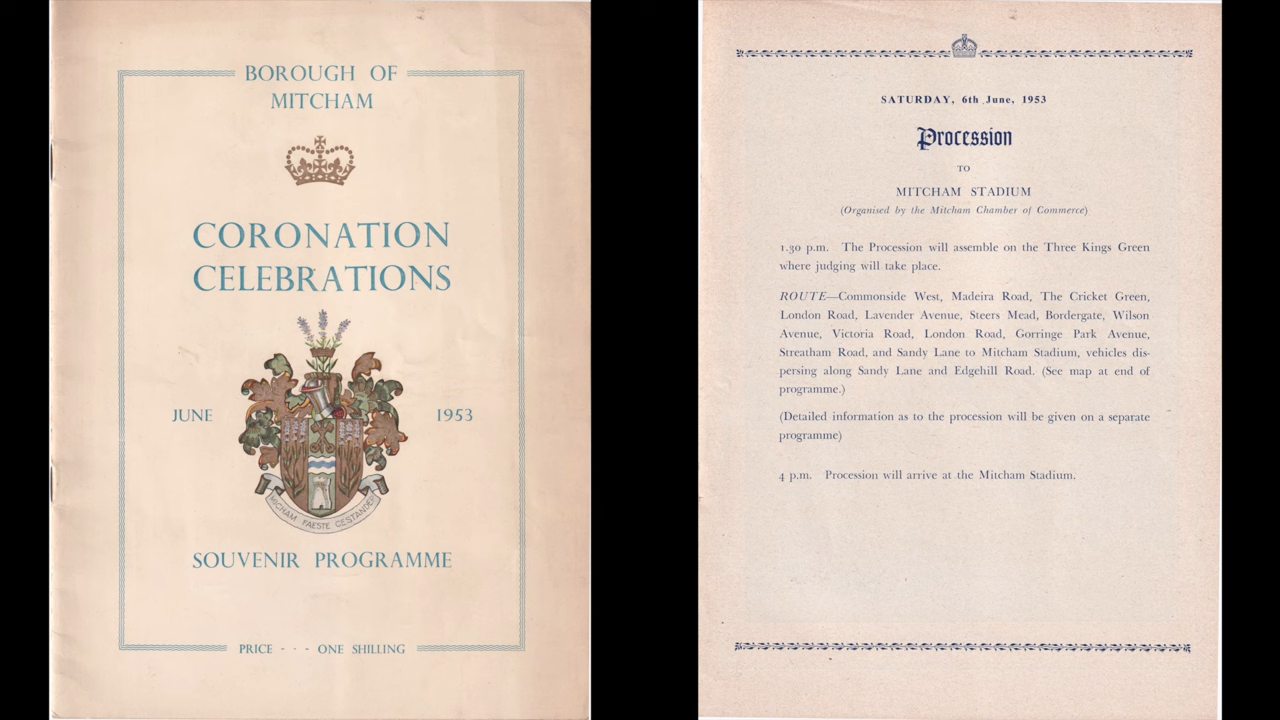 BOROUGH OF
MITCHAM
CORONATION
CELEBRATIONS
JUNE 1953
MICHAM FAESTE GESTANDEÞ
SOUVENIR PROGRAMME
PRICE - - - ONE SHILLING
SATURDAY, 6th June, 1953
Procession
TO
MITCHAM STADIUM
(Organised by the Mitcham Chamber of Commerce)
1.30 p.m. The Procession will assemble on the Three Kings Green
where judging will take place.
ROUTE—Commonside West, Madeira Road, The Cricket Green,
London Road, Lavender Avenue, Steers Mead, Bordergate, Wilson
Avenue, Victoria Road, London Road, Gorringe Park Avenue,
Streatham Road, and Sandy Lane to Mitcham Stadium, vehicles dis-
persing along Sandy Lane and Edgehill Road. (See map at end of
programme.)
(Detailed information as to the procession will be given on a separate
programme)
4 p.m. Procession will arrive at the Mitcham Stadium.